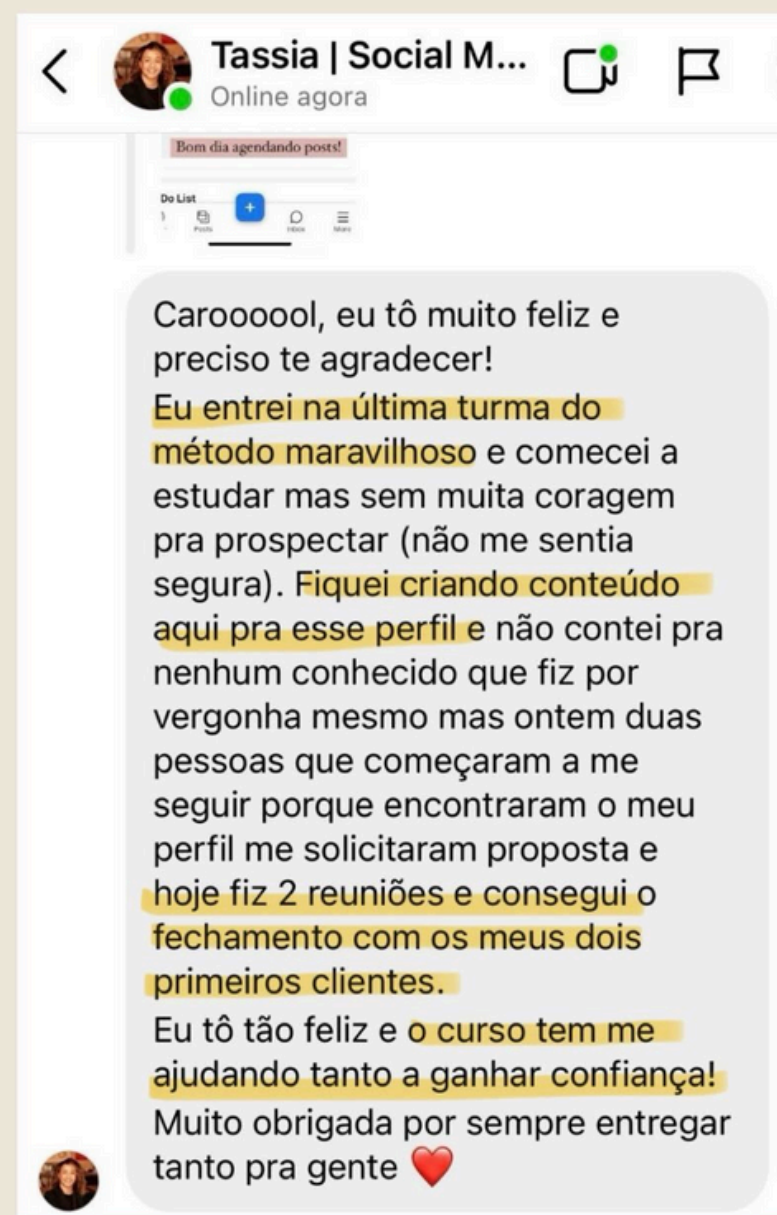 Tassia | Social M...
Online agora
Bom dia agendando posts!
Do List
Posts
Inbox
More
Caroooool, eu tô muito feliz e
preciso te agradecer!
Eu entrei na última turma do
método maravilhoso e comecei a
estudar mas sem muita coragem
pra prospectar (não me sentia
segura). Fiquei criando conteúdo
aqui pra esse perfil e não contei pra
nenhum conhecido que fiz por
vergonha mesmo mas ontem duas
pessoas que começaram a me
seguir porque encontraram o meu
perfil me solicitaram proposta e
hoje fiz 2 reuniões e consegui o
fechamento com os meus dois
primeiros clientes.
Eu tô tão feliz e o curso tem me
ajudando tanto a ganhar confiança!
Muito obrigada por sempre entregar
tanto pra gente ❤️